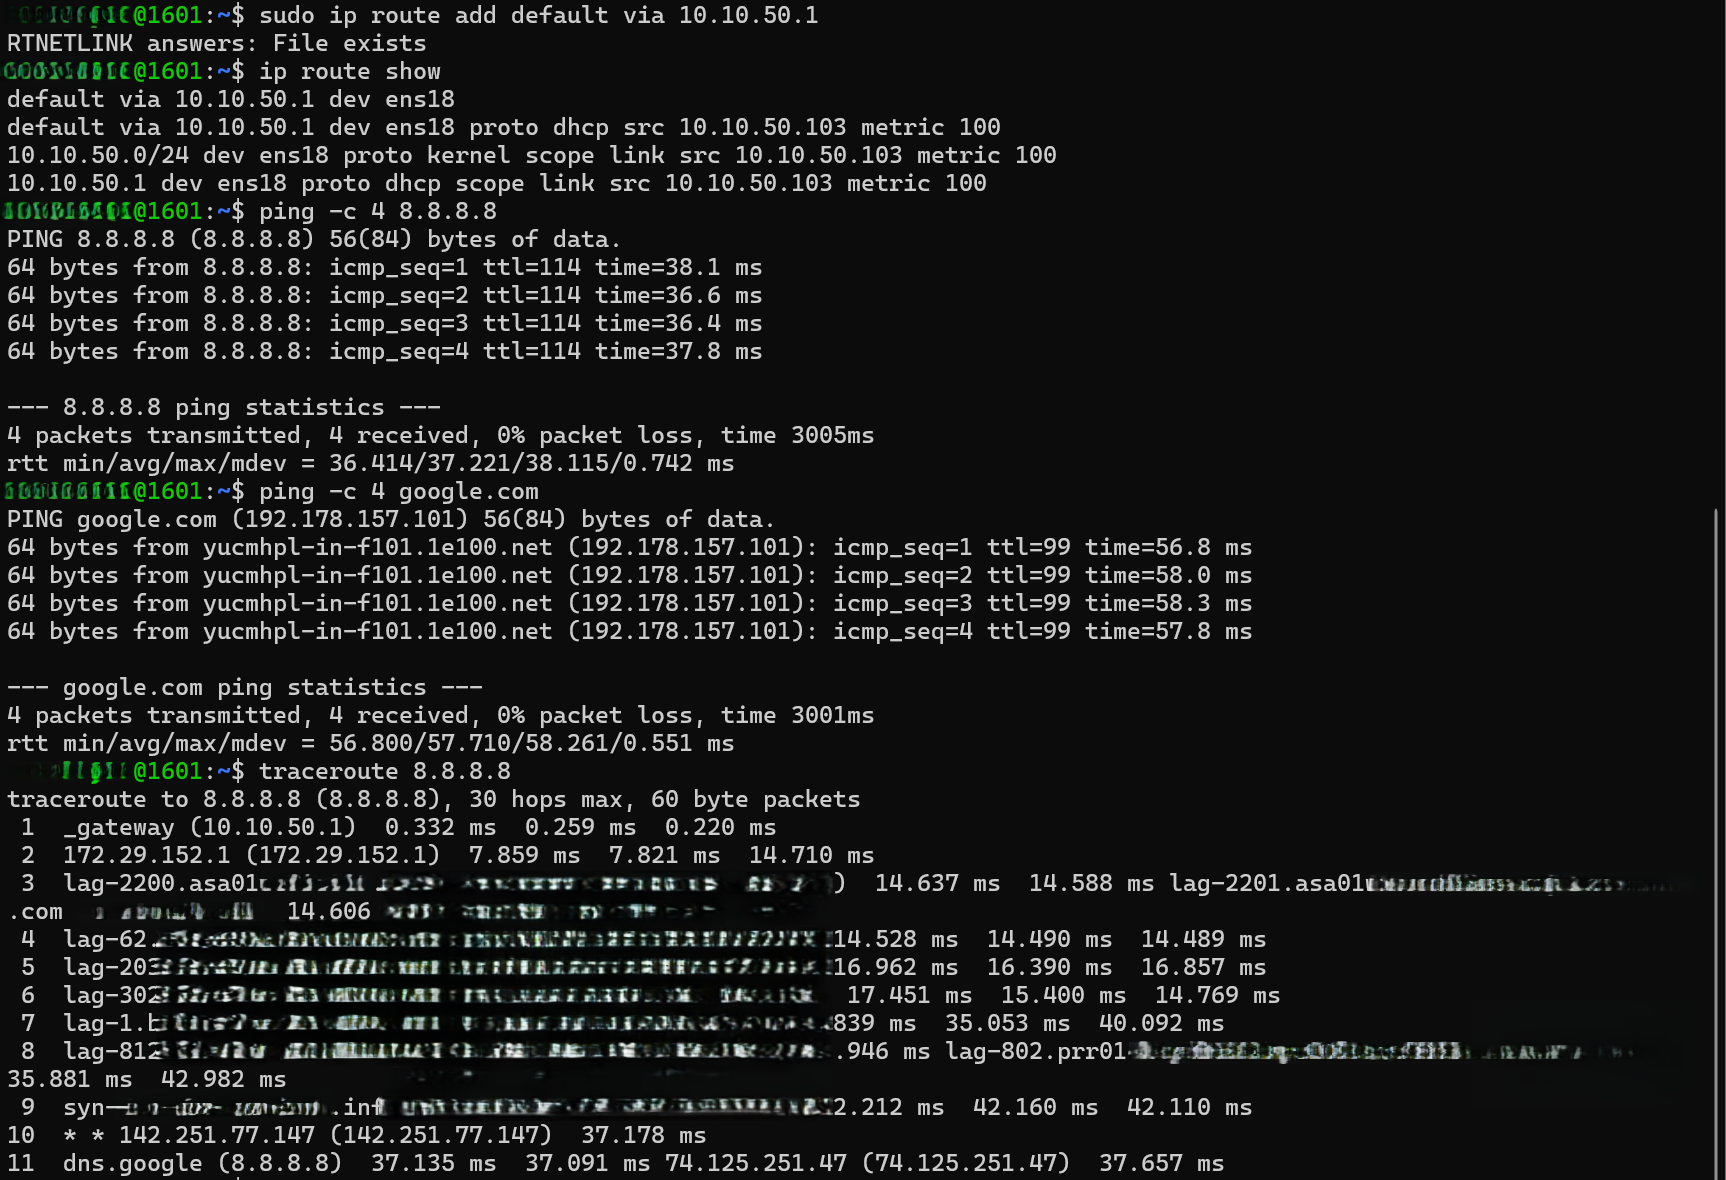 @1601:~$ sudo ip route add default via 10.10.50.1
RTNETLINK answers: File exists
@1601:~$ ip route show
default via 10.10.50.1 dev ens18
default via 10.10.50.1 dev ens18 proto dhcp src 10.10.50.103 metric 100
10.10.50.0/24 dev ens18 proto kernel scope link src 10.10.50.103 metric 100
10.10.50.1 dev ens18 proto dhcp scope link src 10.10.50.103 metric 100
@1601:~$ ping -c 4 8.8.8.8
PING 8.8.8.8 (8.8.8.8) 56(84) bytes of data.
64 bytes from 8.8.8.8: icmp_seq=1 ttl=114 time=38.1 ms
64 bytes from 8.8.8.8: icmp_seq=2 ttl=114 time=36.6 ms
64 bytes from 8.8.8.8: icmp_seq=3 ttl=114 time=36.4 ms
64 bytes from 8.8.8.8: icmp_seq=4 ttl=114 time=37.8 ms
--- 8.8.8.8 ping statistics ---
4 packets transmitted, 4 received, 0% packet loss, time 3005ms
rtt min/avg/max/mdev = 36.414/37.221/38.115/0.742 ms
@1601:~$ ping -c 4 google.com
PING google.com (192.178.157.101) 56(84) bytes of data.
64 bytes from yucmhpl-in-f101.1e100.net (192.178.157.101): icmp_seq=1 ttl=99 time=56.8 ms
64 bytes from yucmhpl-in-f101.1e100.net (192.178.157.101): icmp_seq=2 ttl=99 time=58.0 ms
64 bytes from yucmhpl-in-f101.1e100.net (192.178.157.101): icmp_seq=3 ttl=99 time=58.3 ms
64 bytes from yucmhpl-in-f101.1e100.net (192.178.157.101): icmp_seq=4 ttl=99 time=57.8 ms
--- google.com ping statistics ---
4 packets transmitted, 4 received, 0% packet loss, time 3001ms
rtt min/avg/max/mdev = 56.800/57.710/58.261/0.551 ms
@1601:~$ traceroute 8.8.8.8
traceroute to 8.8.8.8 (8.8.8.8), 30 hops max, 60 byte packets
1 _gateway (10.10.50.1) 0.332 ms 0.259 ms 0.220 ms
2 172.29.152.1 (172.29.152.1) 7.859 ms 7.821 ms 14.710 ms
3 lag-2200.asa01 ) 14.637 ms 14.588 ms lag-2201.asa01
.com 14.606
4 lag-62. 14.528 ms 14.490 ms 14.489 ms
5 lag-203 16.962 ms 16.390 ms 16.857 ms
6 lag-302 17.451 ms 15.400 ms 14.769 ms
7 lag-1. 839 ms 35.053 ms 40.092 ms
8 lag-812 .946 ms lag-802.prr01
35.881 ms 42.982 ms
9 syn- .inf 2.212 ms 42.160 ms 42.110 ms
10 * * 142.251.77.147 (142.251.77.147) 37.178 ms
11 dns.google (8.8.8.8) 37.135 ms 37.091 ms 74.125.251.47 (74.125.251.47) 37.657 ms